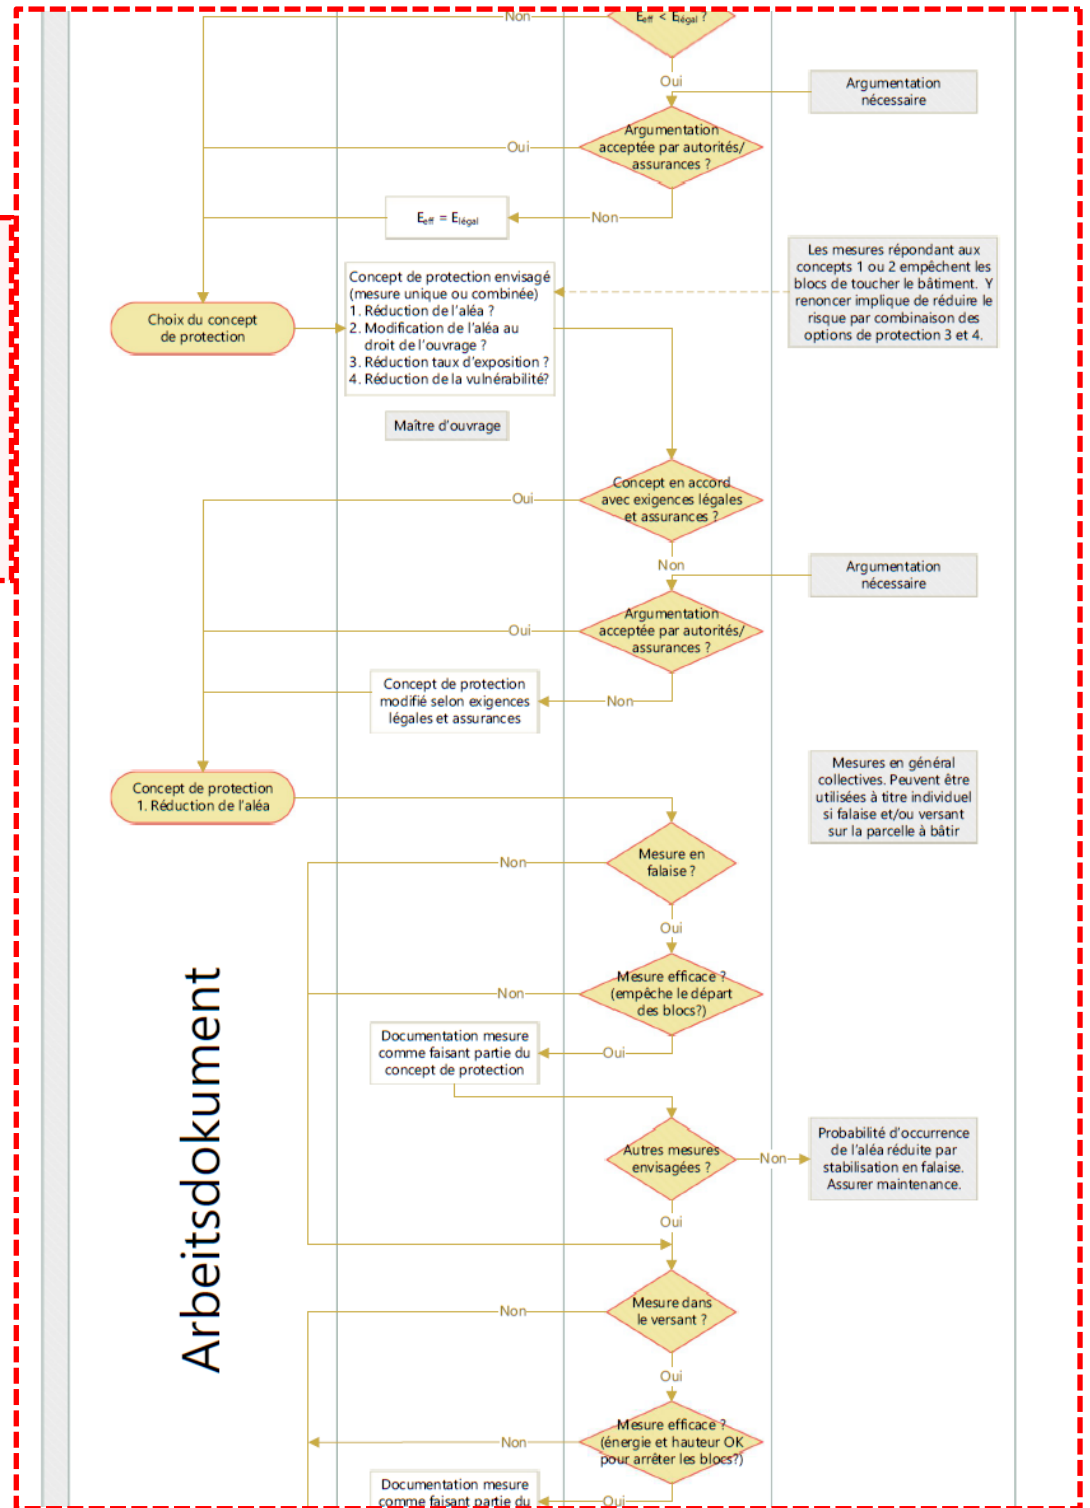 Non
E_eff < E_légal ?
Oui
Argumentation
nécessaire
Argumentation
acceptée par autorités/
assurances ?
Oui
Non
E_eff = E_légal
Les mesures répondant aux
concepts 1 ou 2 empêchent les
blocs de toucher le bâtiment. Y
renoncer implique de réduire le
risque par combinaison des
options de protection 3 et 4.
Concept de protection envisagé
(mesure unique ou combinée)
1. Réduction de l'aléa ?
2. Modification de l'aléa au
droit de l'ouvrage ?
3. Réduction taux d'exposition ?
4. Réduction de la vulnérabilité?
Choix du concept
de protection
Maître d'ouvrage
Concept en accord
avec exigences légales
et assurances ?
Oui
Non
Argumentation
nécessaire
Argumentation
acceptée par autorités/
assurances ?
Oui
Non
Concept de protection
modifié selon exigences
légales et assurances
Concept de protection
1. Réduction de l'aléa
Mesures en général
collectives. Peuvent être
utilisées à titre individuel
si falaise et/ou versant
sur la parcelle à bâtir
Mesure en
falaise ?
Non
Oui
Mesure efficace ?
(empêche le départ
des blocs?)
Non
Oui
Documentation mesure
comme faisant partie du
concept de protection
Autres mesures
envisagées ?
Non
Probabilité d'occurrence
de l'aléa réduite par
stabilisation en falaise.
Assurer maintenance.
Oui
Arbeitsdokument
Mesure dans
le versant ?
Non
Oui
Mesure efficace ?
(énergie et hauteur OK
pour arrêter les blocs?)
Non
Documentation mesure
comme faisant partie du
Oui